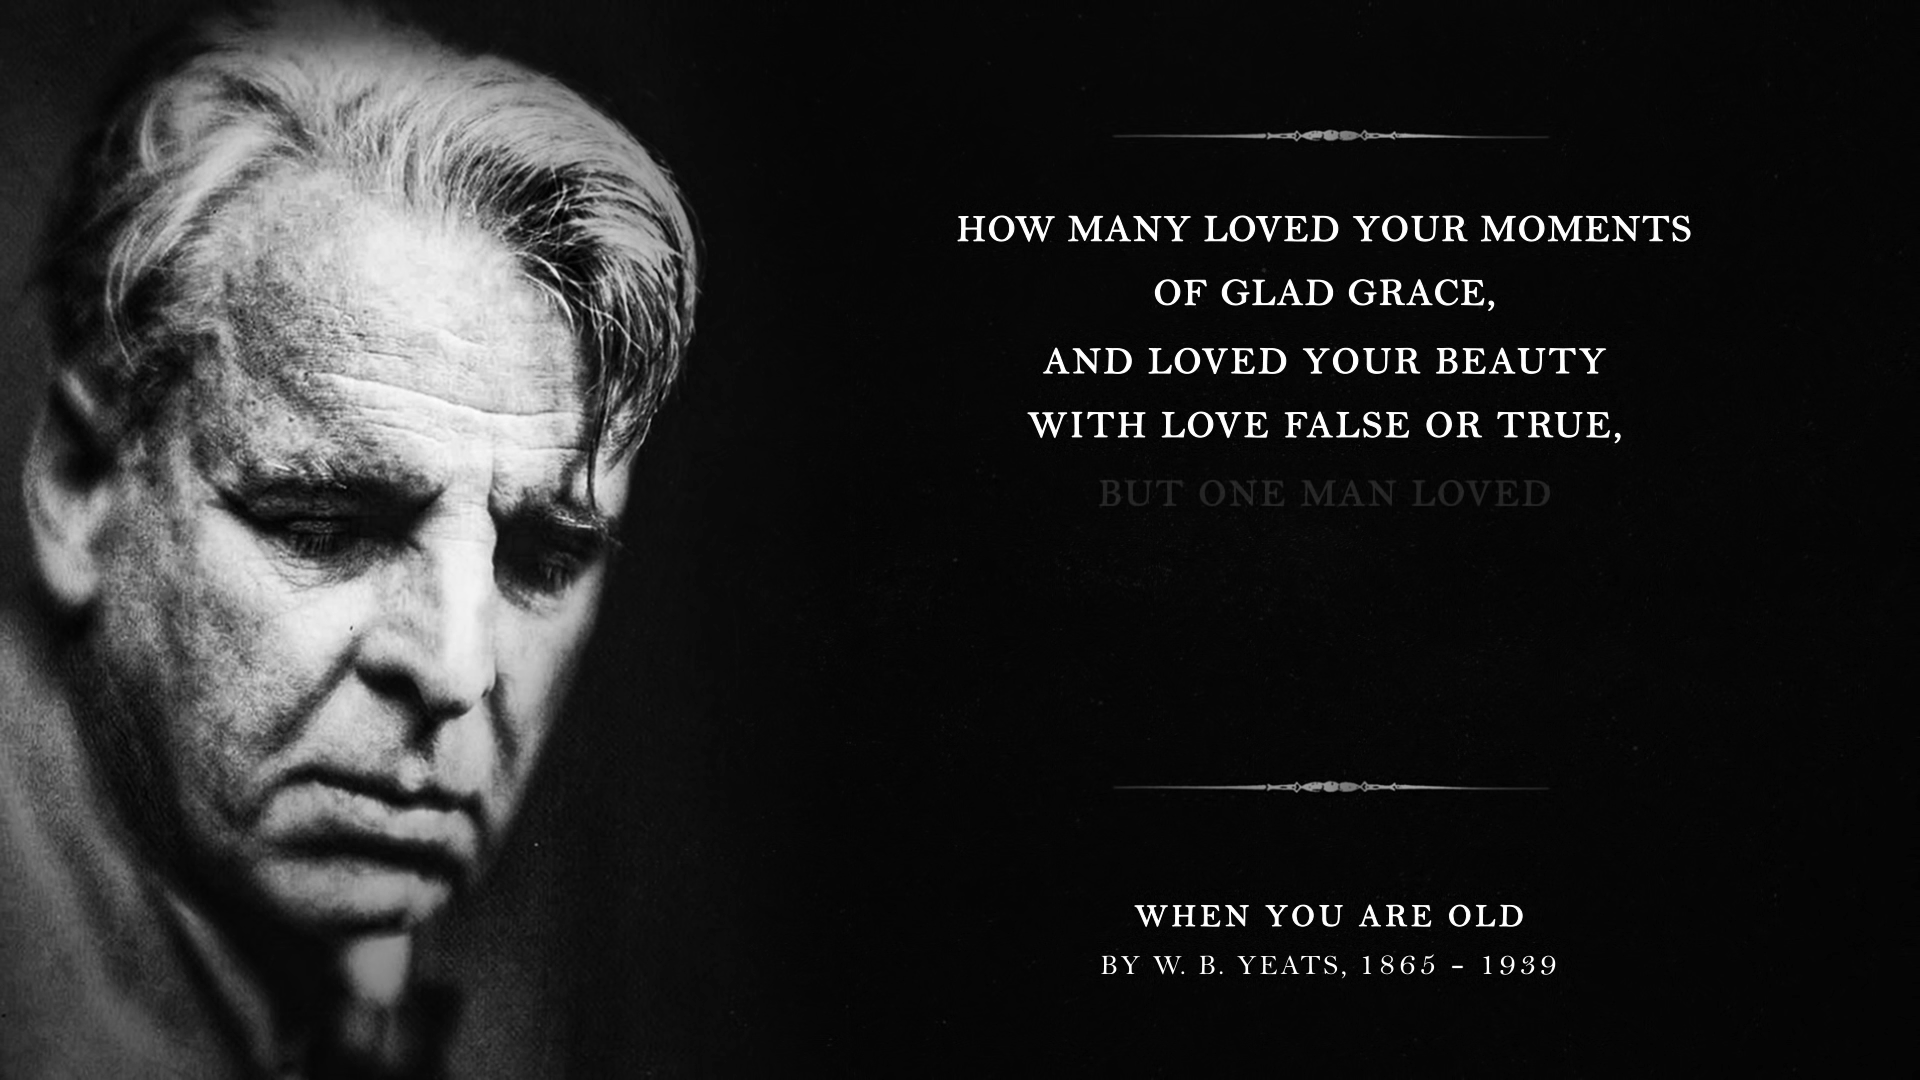 HOW MANY LOVED YOUR MOMENTS
OF GLAD GRACE,
AND LOVED YOUR BEAUTY
WITH LOVE FALSE OR TRUE,
BUT ONE MAN LOVED
WHEN YOU ARE OLD
BY W. B. YEATS, 1865 – 1939